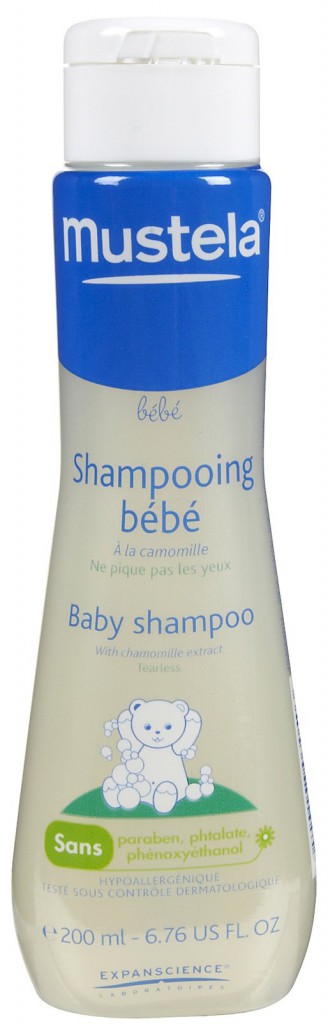 mustela®
bébé
Shampooing
bébé
À la camomille
Ne pique pas les yeux
Baby shampoo
With chamomille extract
Tearless
Sans
paraben, phtalate,
phénoxyéthanol
HYPOALLERGÉNIQUE
TESTÉ SOUS CONTRÔLE DERMATOLOGIQUE
℮ 200 ml - 6.76 US FL. OZ
EXPANSCIENCE®
LABORATOIRES